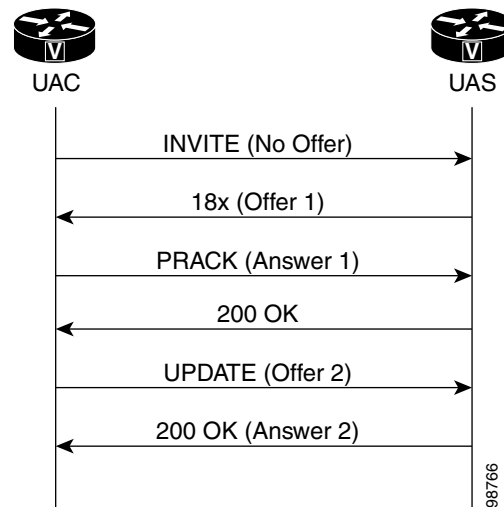 V
V
UAC
UAS
INVITE (No Offer)
18x (Offer 1)
PRACK (Answer 1)
200 OK
UPDATE (Offer 2)
200 OK (Answer 2)
98766